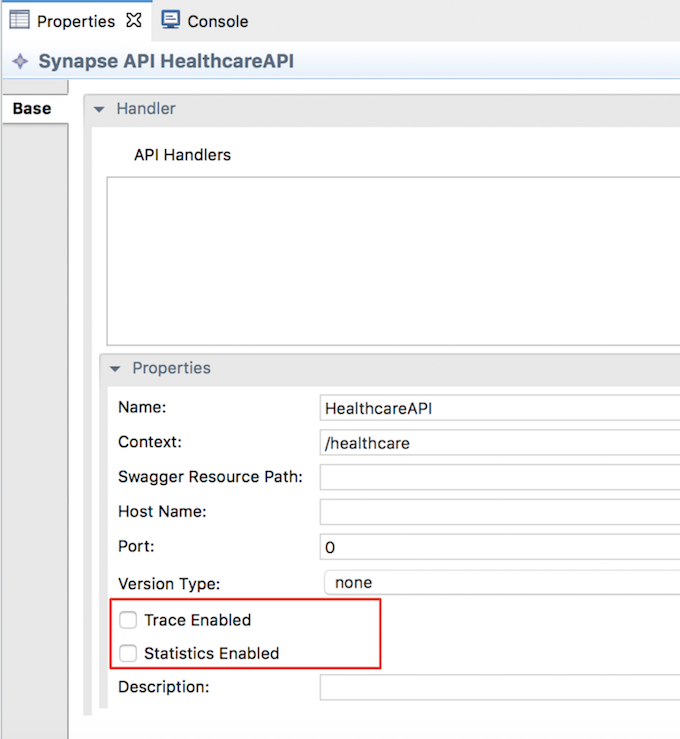 Properties Console
Synapse API HealthcareAPI
Base
Handler
API Handlers
Properties
Name: HealthcareAPI
Context: /healthcare
Swagger Resource Path:
Host Name:
Port: 0
Version Type: none
Trace Enabled
Statistics Enabled
Description: